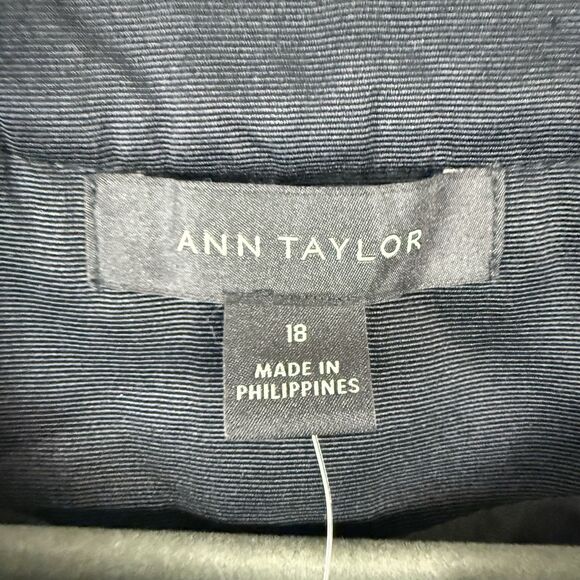 ANN TAYLOR
18
MADE IN
PHILIPPINES